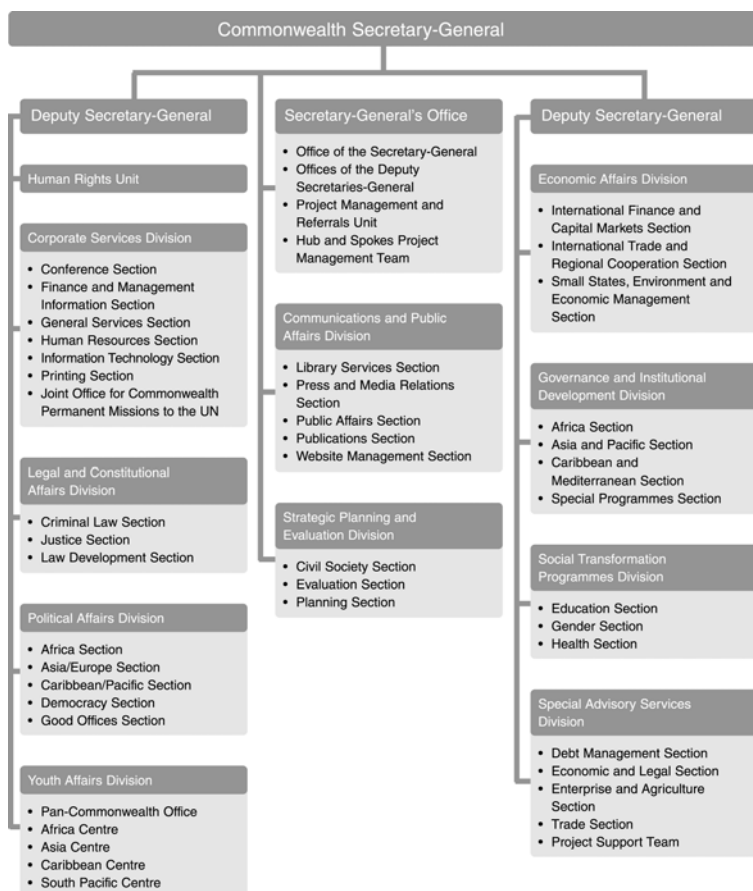 Commonwealth Secretary-General
Deputy Secretary-General
Human Rights Unit
Corporate Services Division
• Conference Section
• Finance and Management
Information Section
• General Services Section
• Human Resources Section
• Information Technology Section
• Printing Section
• Joint Office for Commonwealth
Permanent Missions to the UN
Legal and Constitutional
Affairs Division
• Criminal Law Section
• Justice Section
• Law Development Section
Political Affairs Division
• Africa Section
• Asia/Europe Section
• Caribbean/Pacific Section
• Democracy Section
• Good Offices Section
Youth Affairs Division
• Pan-Commonwealth Office
• Africa Centre
• Asia Centre
• Caribbean Centre
• South Pacific Centre
Secretary-General's Office
• Office of the Secretary-General
• Offices of the Deputy
Secretaries-General
• Project Management and
Referrals Unit
• Hub and Spokes Project
Management Team
Communications and Public
Affairs Division
• Library Services Section
• Press and Media Relations
Section
• Public Affairs Section
• Publications Section
• Website Management Section
Strategic Planning and
Evaluation Division
• Civil Society Section
• Evaluation Section
• Planning Section
Deputy Secretary-General
Economic Affairs Division
• International Finance and
Capital Markets Section
• International Trade and
Regional Cooperation Section
• Small States, Environment and
Economic Management
Section
Governance and Institutional
Development Division
• Africa Section
• Asia and Pacific Section
• Caribbean and
Mediterranean Section
• Special Programmes Section
Social Transformation
Programmes Division
• Education Section
• Gender Section
• Health Section
Special Advisory Services
Division
• Debt Management Section
• Economic and Legal Section
• Enterprise and Agriculture
Section
• Trade Section
• Project Support Team